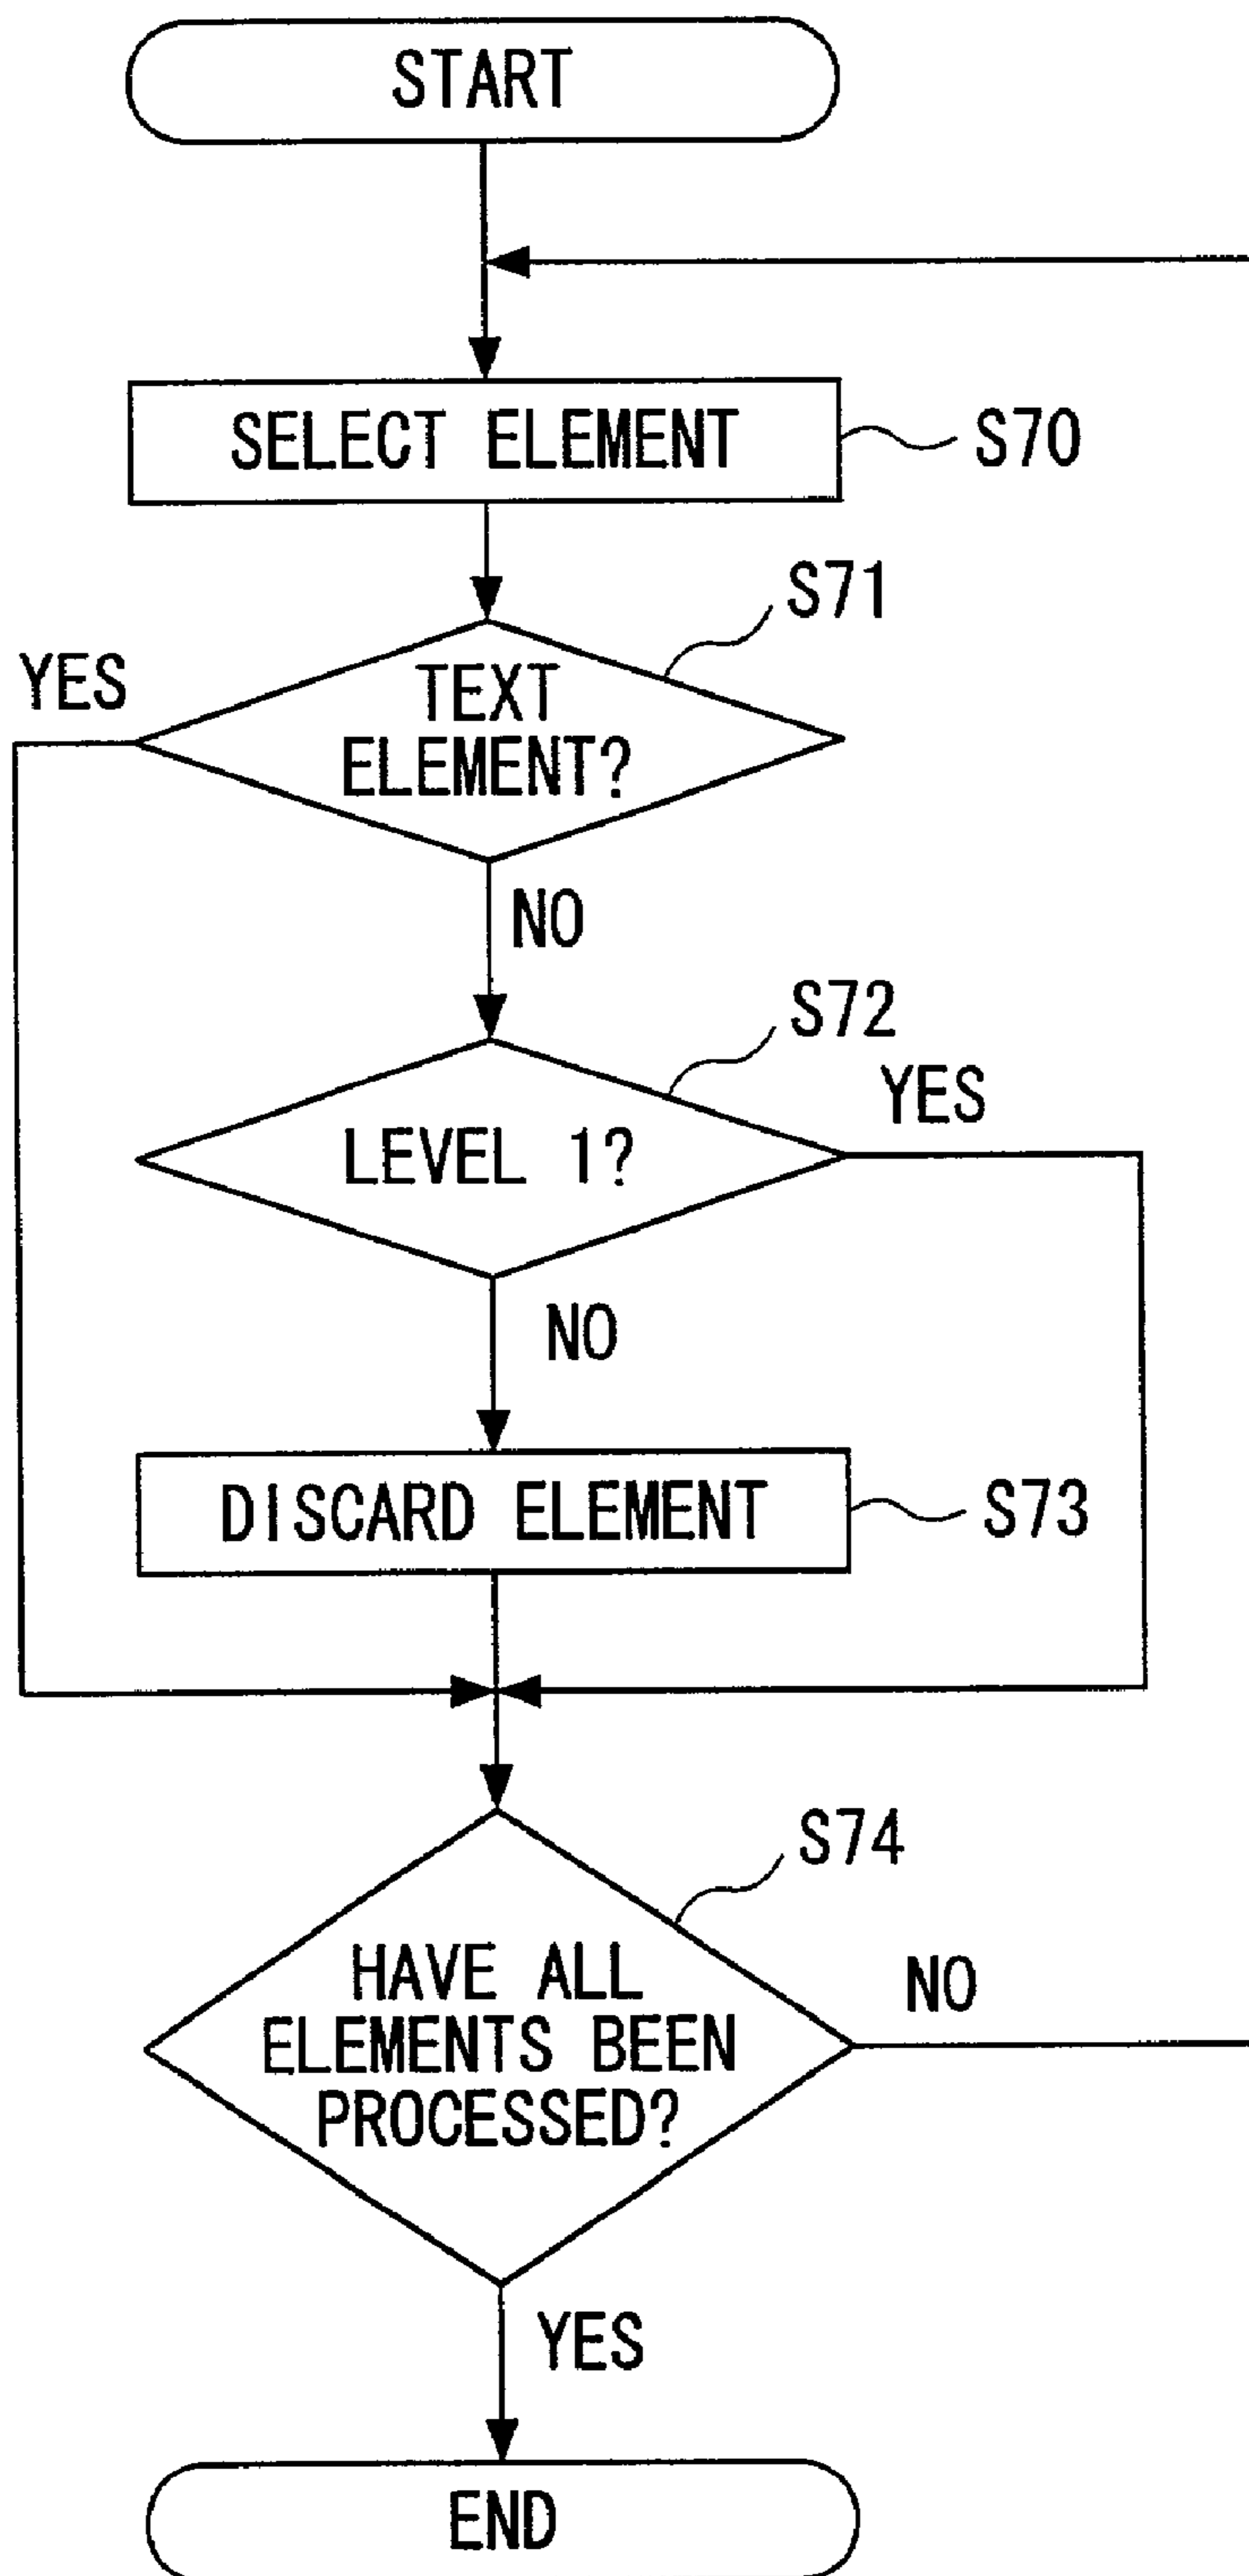 START
SELECT ELEMENT
S70
S71
YES
TEXT
ELEMENT?
NO
S72
YES
LEVEL 1?
NO
DISCARD ELEMENT
S73
S74
HAVE ALL
ELEMENTS BEEN
PROCESSED?
NO
YES
END